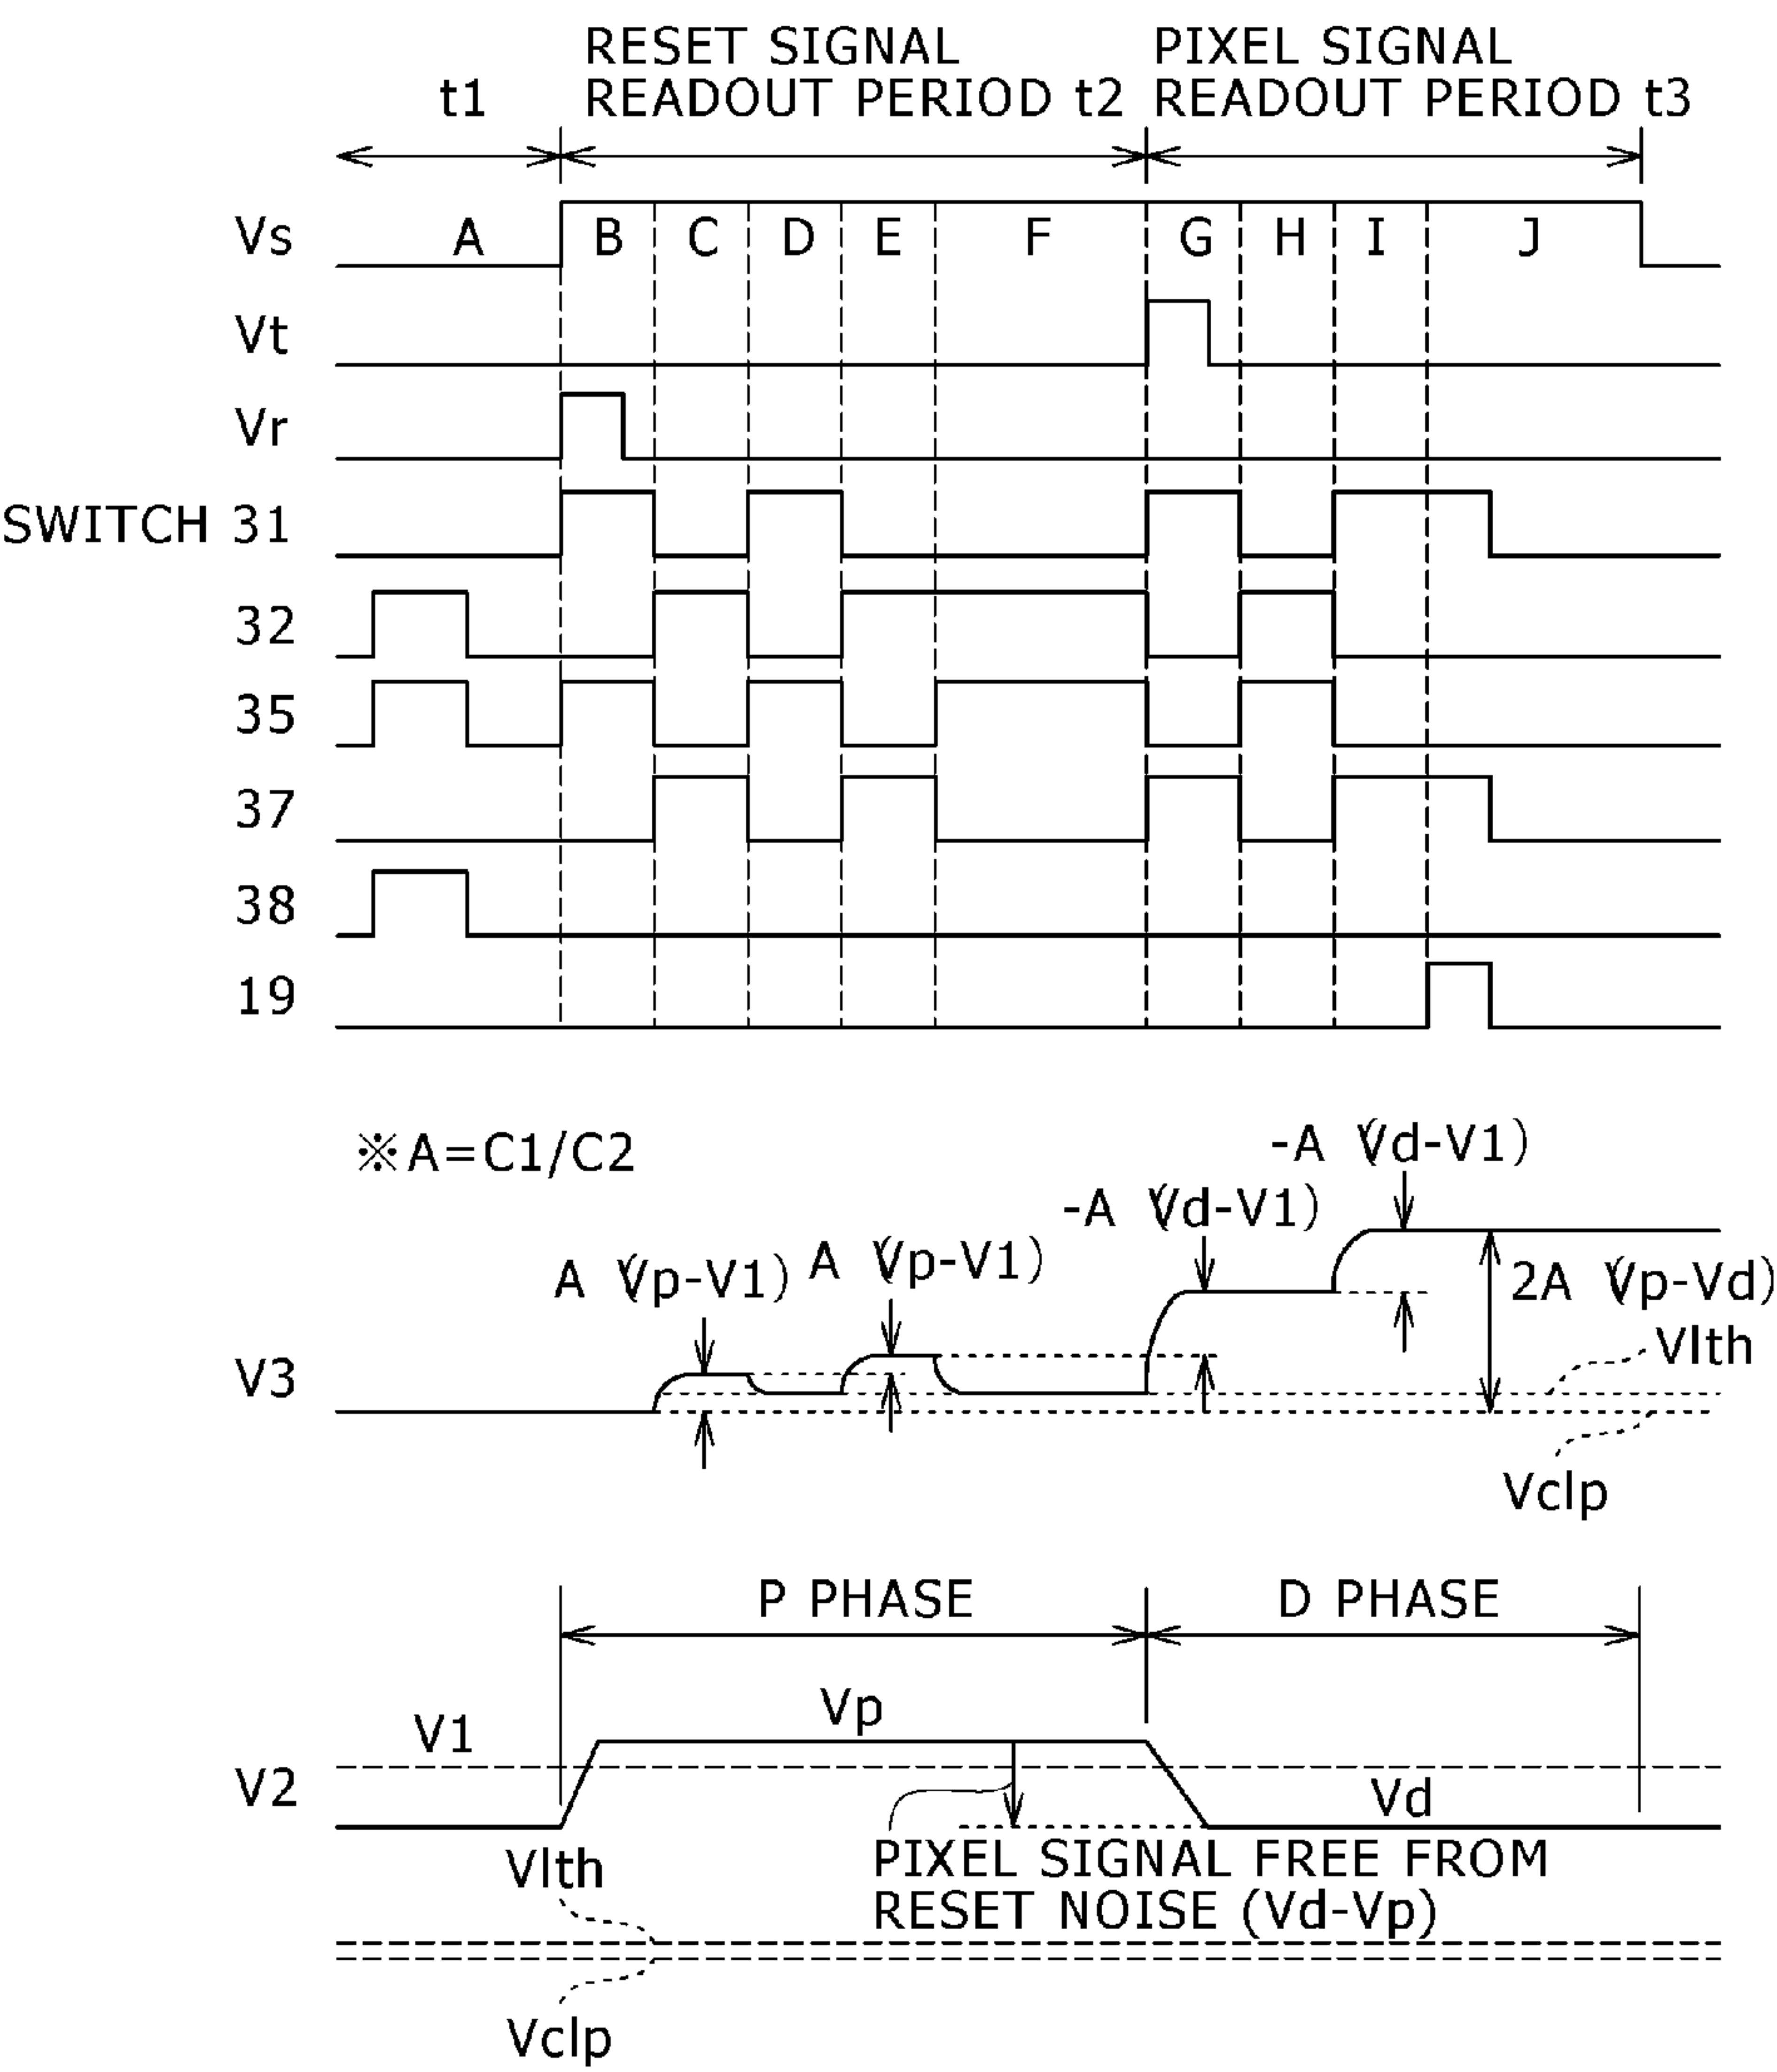 RESET SIGNAL
READOUT PERIOD t2
PIXEL SIGNAL
READOUT PERIOD t3
t1
Vs
A
B
C
D
E
F
G
H
I
J
Vt
Vr
SWITCH 31
32
35
37
38
19
※A=C1/C2
-A (Vd-V1)
-A (Vd-V1)
A (Vp-V1)
A (Vp-V1)
2A (Vp-Vd)
Vlth
V3
Vclp
P PHASE
D PHASE
Vp
V1
V2
Vd
Vlth
PIXEL SIGNAL FREE FROM
RESET NOISE (Vd-Vp)
Vclp